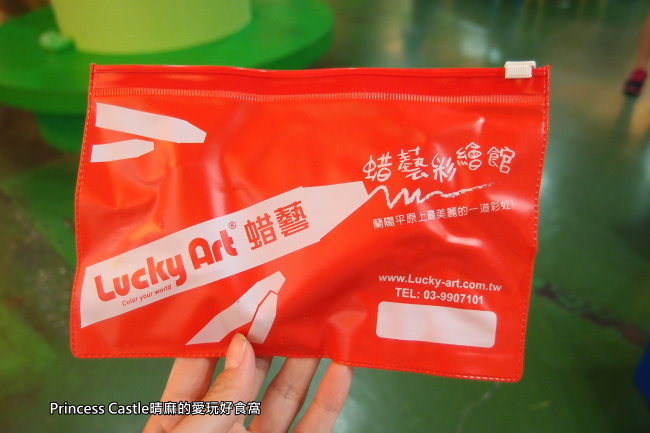 蜡藝彩繪館
蘭陽平原上最美麗的一道彩虹!
Lucky Art® 蜡藝
Color your world
www.Lucky-art.com.tw
TEL: 03-9907101
Princess Castle晴麻的愛玩好食窩